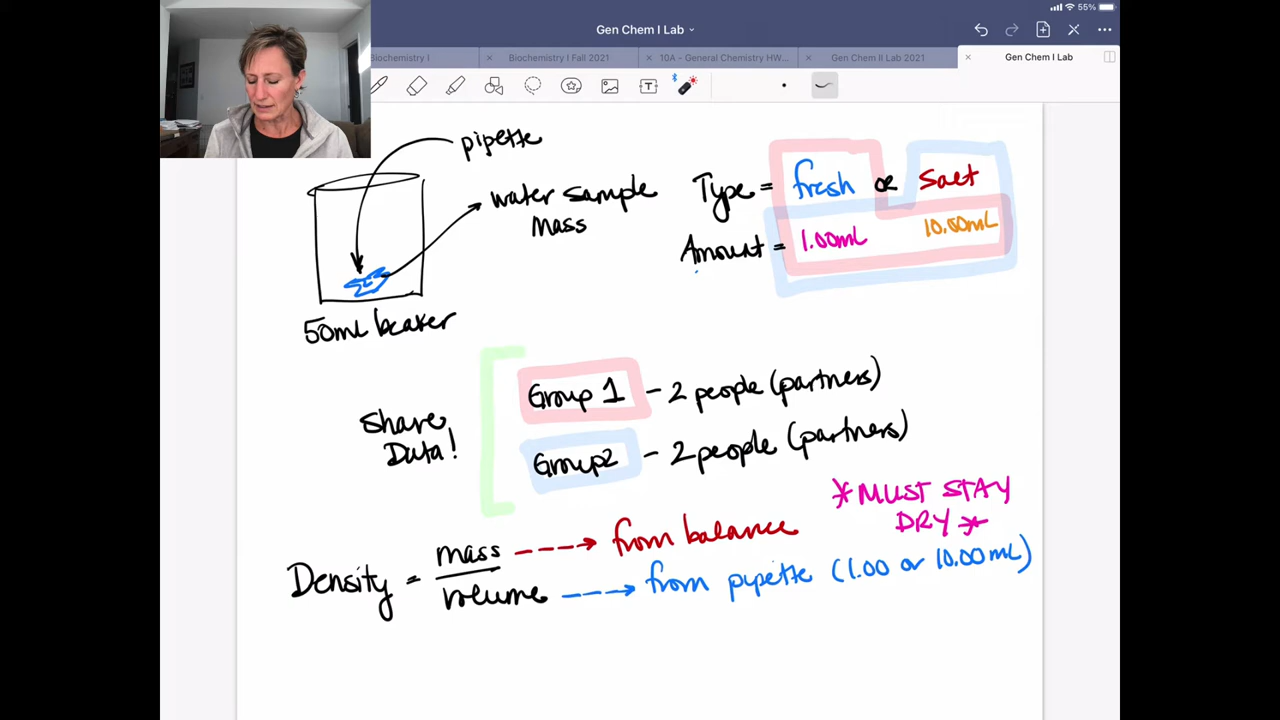 55%
Gen Chem I Lab
Biochemistry I
Biochemistry I Fall 2021
10A - General Chemistry HW...
Gen Chem II Lab 2021
Gen Chem I Lab
pipette
water sample
mass
50mL beaker
Type = fresh or salt
Amount = 1.00mL 10.00mL
Share
Data!
Group 1 - 2 people (partners)
Group 2 - 2 people (partners)
*MUST STAY
DRY*
Density = mass
volume
from balance
from pipette (1.00 or 10.00 mL)